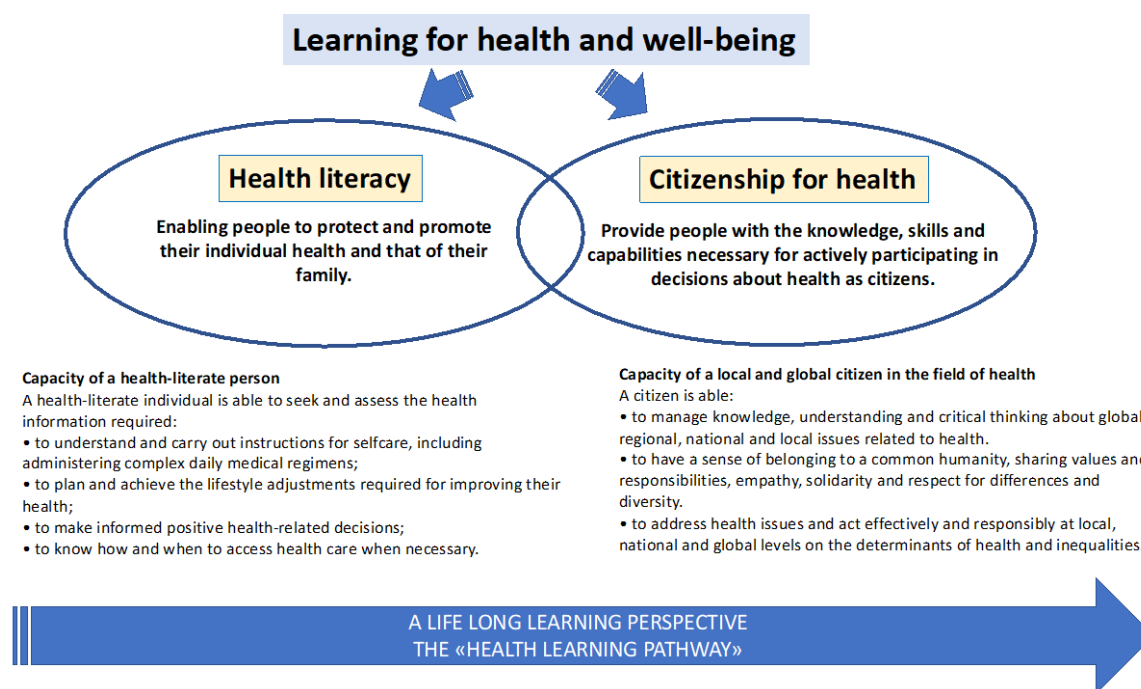 Learning for health and well-being
Health literacy
Enabling people to protect and promote
their individual health and that of their
family.
Citizenship for health
Provide people with the knowledge, skills and
capabilities necessary for actively participating in
decisions about health as citizens.
Capacity of a health-literate person
A health-literate individual is able to seek and assess the health
information required:
• to understand and carry out instructions for selfcare, including
administering complex daily medical regimens;
• to plan and achieve the lifestyle adjustments required for improving their
health;
• to make informed positive health-related decisions;
• to know how and when to access health care when necessary.
Capacity of a local and global citizen in the field of health
A citizen is able:
• to manage knowledge, understanding and critical thinking about global
regional, national and local issues related to health.
• to have a sense of belonging to a common humanity, sharing values and
responsibilities, empathy, solidarity and respect for differences and
diversity.
• to address health issues and act effectively and responsibly at local,
national and global levels on the determinants of health and inequalities
A LIFE LONG LEARNING PERSPECTIVE
THE «HEALTH LEARNING PATHWAY»